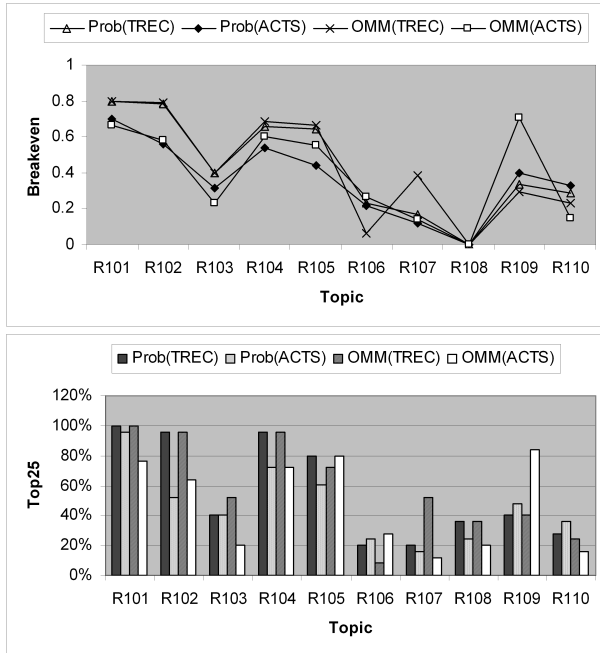 Prob(TREC) Prob(ACTS) OMM(TREC) OMM(ACTS)
1
0.8
0.6
0.4
0.2
0
Breakeven
R101 R102 R103 R104 R105 R106 R107 R108 R109 R110
Topic
Prob(TREC) Prob(ACTS) OMM(TREC) OMM(ACTS)
120%
100%
80%
60%
40%
20%
0%
Top25
R101 R102 R103 R104 R105 R106 R107 R108 R109 R110
Topic